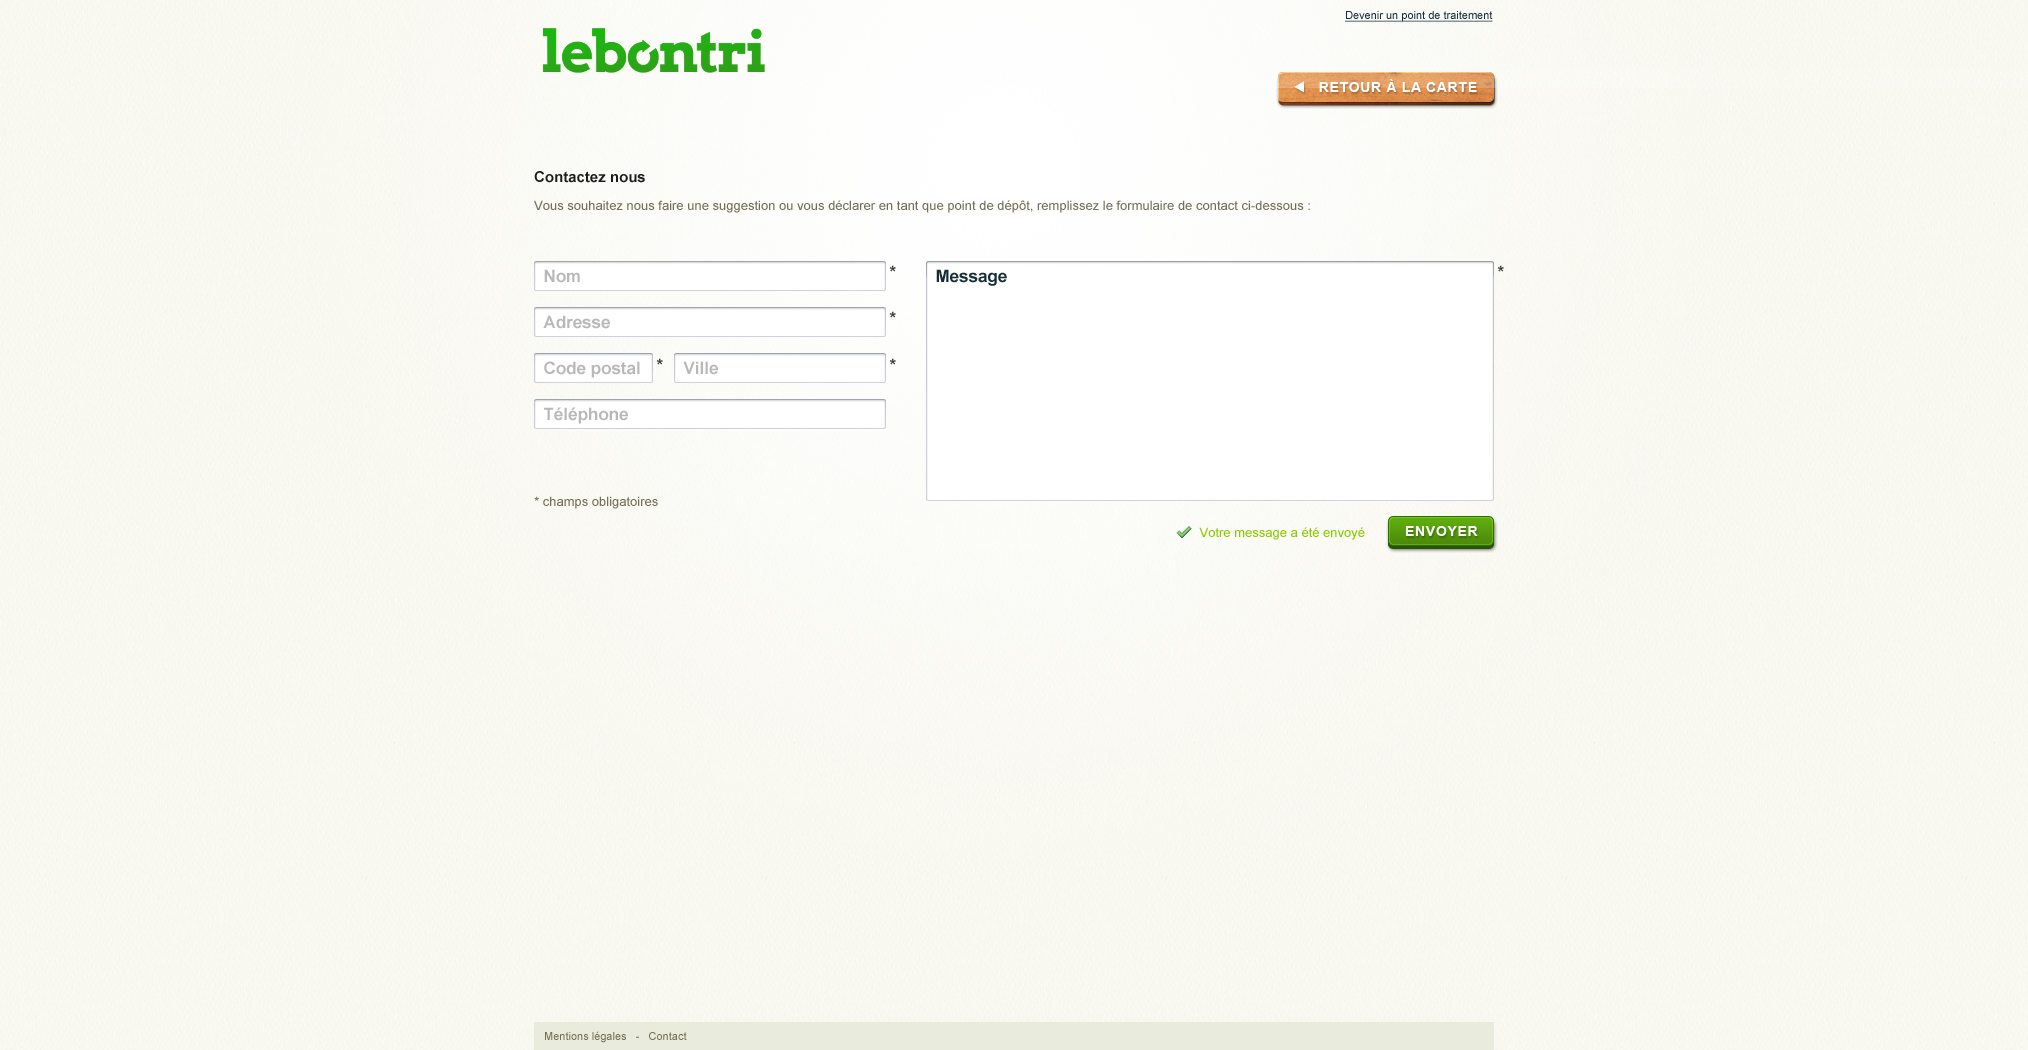 Devenir un point de traitement
lebontri
RETOUR À LA CARTE
Contactez nous
Vous souhaitez nous faire une suggestion ou vous déclarer en tant que point de dépôt, remplissez le formulaire de contact ci-dessous :
Nom *
Adresse *
Code postal * Ville *
Téléphone
* champs obligatoires
Message *
Votre message a été envoyé
ENVOYER
Mentions légales - Contact